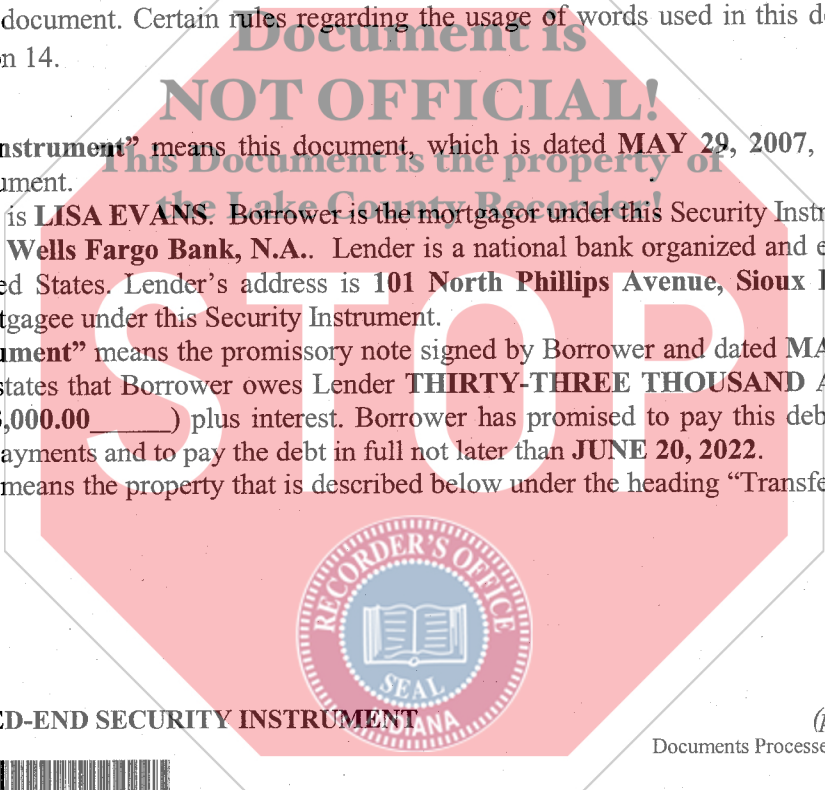 document. Certain rules regarding the usage of words used in this d
n 14.
Document is
NOT OFFICIAL!
nstrument” means this document, which is dated MAY 29, 2007,
This Document is the property of
ument.
the Lake County Recorder!
is LISA EVANS. Borrower is the mortgagor under this Security Instr
Wells Fargo Bank, N.A.. Lender is a national bank organized and e
ed States. Lender’s address is 101 North Phillips Avenue, Sioux
tgagee under this Security Instrument.
ument” means the promissory note signed by Borrower and dated MA
states that Borrower owes Lender THIRTY-THREE THOUSAND
,000.00______) plus interest. Borrower has promised to pay this deb
ayments and to pay the debt in full not later than JUNE 20, 2022.
means the property that is described below under the heading “Transfe
STOP
RECORDER'S OFFICE
SEAL
INDIANA
ED-END SECURITY INSTRUMENT
Documents Processe